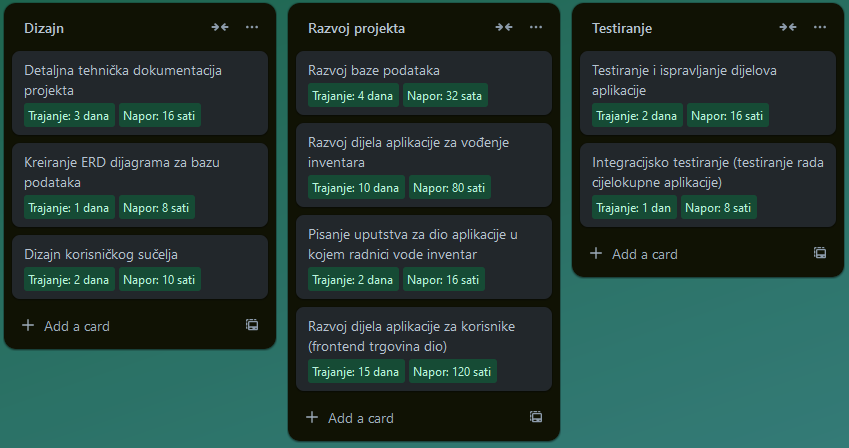 Dizajn
Detaljna tehnička dokumentacija
projekta
Trajanje: 3 dana Napor: 16 sati
Kreiranje ERD dijagrama za bazu
podataka
Trajanje: 1 dana Napor: 8 sati
Dizajn korisničkog sučelja
Trajanje: 2 dana Napor: 10 sati
Add a card
Razvoj projekta
Razvoj baze podataka
Trajanje: 4 dana Napor: 32 sata
Razvoj dijela aplikacije za vođenje
inventara
Trajanje: 10 dana Napor: 80 sati
Pisanje uputstva za dio aplikacije u
kojem radnici vode inventar
Trajanje: 2 dana Napor: 16 sati
Razvoj dijela aplikacije za korisnike
(frontend trgovina dio)
Trajanje: 15 dana Napor: 120 sati
Add a card
Testiranje
Testiranje i ispravljanje dijelova
aplikacije
Trajanje: 2 dana Napor: 16 sati
Integracijsko testiranje (testiranje rada
cijelokupne aplikacije)
Trajanje: 1 dan Napor: 8 sati
Add a card